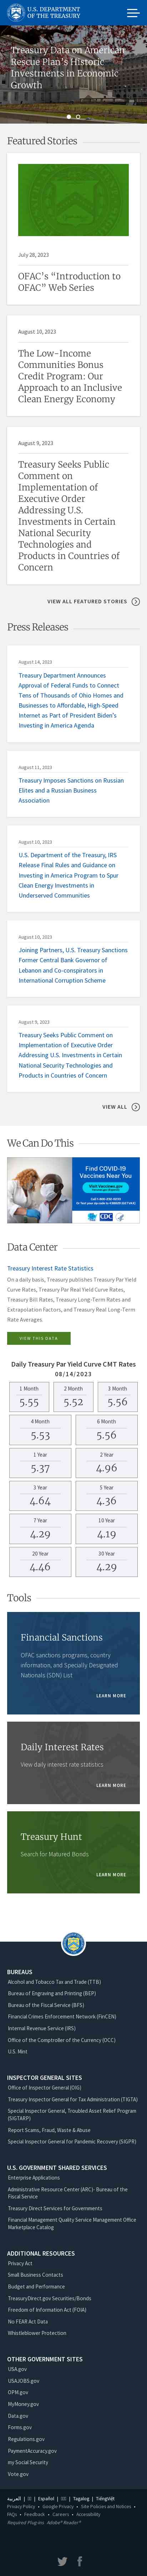 U.S. DEPARTMENT
OF THE TREASURY
Treasury Data on American
Rescue Plan's Historic
Investments in Economic
Growth
Featured Stories
July 28, 2023
OFAC's “Introduction to
OFAC” Web Series
August 10, 2023
The Low-Income
Communities Bonus
Credit Program: Our
Approach to an Inclusive
Clean Energy Economy
August 9, 2023
Treasury Seeks Public
Comment on
Implementation of
Executive Order
Addressing U.S.
Investments in Certain
National Security
Technologies and
Products in Countries of
Concern
VIEW ALL FEATURED STORIES
Press Releases
August 14, 2023
Treasury Department Announces
Approval of Federal Funds to Connect
Tens of Thousands of Ohio Homes and
Businesses to Affordable, High-Speed
Internet as Part of President Biden's
Investing in America Agenda
August 11, 2023
Treasury Imposes Sanctions on Russian
Elites and a Russian Business
Association
August 10, 2023
U.S. Department of the Treasury, IRS
Release Final Rules and Guidance on
Investing in America Program to Spur
Clean Energy Investments in
Underserved Communities
August 10, 2023
Joining Partners, U.S. Treasury Sanctions
Former Central Bank Governor of
Lebanon and Co-conspirators in
International Corruption Scheme
August 9, 2023
Treasury Seeks Public Comment on
Implementation of Executive Order
Addressing U.S. Investments in Certain
National Security Technologies and
Products in Countries of Concern
VIEW ALL
We Can Do This
Find COVID-19
Vaccines Near You
Visit Vaccines.gov
Or Call 1-800-232-0233
CDC
Data Center
Treasury Interest Rate Statistics
On a daily basis, Treasury publishes Treasury Par Yield
Curve Rates, Treasury Par Real Yield Curve Rates,
Treasury Bill Rates, Treasury Long-Term Rates and
Extrapolation Factors, and Treasury Real Long-Term
Rate Averages.
VIEW THIS DATA
Daily Treasury Par Yield Curve CMT Rates
08/14/2023
1 Month 2 Month 3 Month
5.55 5.52 5.56
4 Month 6 Month
5.53 5.56
1 Year 2 Year
5.37 4.96
3 Year 5 Year
4.64 4.36
7 Year 10 Year
4.29 4.19
20 Year 30 Year
4.46 4.29
Tools
Financial Sanctions
OFAC sanctions programs, country
information, and Specially Designated
Nationals (SDN) List
LEARN MORE
Daily Interest Rates
View daily interest rate statistics
LEARN MORE
Treasury Hunt
Search for Matured Bonds
LEARN MORE
BUREAUS
Alcohol and Tobacco Tax and Trade (TTB)
Bureau of Engraving and Printing (BEP)
Bureau of the Fiscal Service (BFS)
Financial Crimes Enforcement Network (FinCEN)
Internal Revenue Service (IRS)
Office of the Comptroller of the Currency (OCC)
U.S. Mint
INSPECTOR GENERAL SITES
Office of Inspector General (OIG)
Treasury Inspector General for Tax Administration (TIGTA)
Special Inspector General, Troubled Asset Relief Program
(SIGTARP)
Report Scams, Fraud, Waste & Abuse
Special Inspector General for Pandemic Recovery (SIGPR)
U.S. GOVERNMENT SHARED SERVICES
Enterprise Applications
Administrative Resource Center (ARC)- Bureau of the
Fiscal Service
Treasury Direct Services for Governments
Financial Management Quality Service Management Office
Marketplace Catalog
ADDITIONAL RESOURCES
Privacy Act
Small Business Contacts
Budget and Performance
TreasuryDirect.gov Securities/Bonds
Freedom of Information Act (FOIA)
No FEAR Act Data
Whistleblower Protection
OTHER GOVERNMENT SITES
USA.gov
USAJOBS.gov
OPM.gov
MyMoney.gov
Data.gov
Forms.gov
Regulations.gov
PaymentAccuracy.gov
my Social Security
Vote.gov
العربية | Español | Tagalog | TiếngViệt
Privacy Policy • Google Privacy • Site Policies and Notices •
FAQs • Feedback • Careers • Accessibility
Required Plug-ins Adobe® Reader®